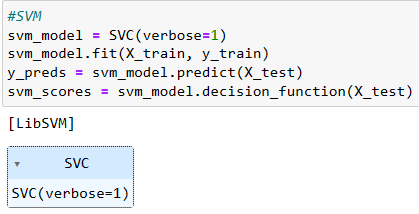 #SVM
svm_model = SVC(verbose=1)
svm_model.fit(X_train, y_train)
y_preds = svm_model.predict(X_test)
svm_scores = svm_model.decision_function(X_test)
[LibSVM]
▾ SVC
SVC(verbose=1)